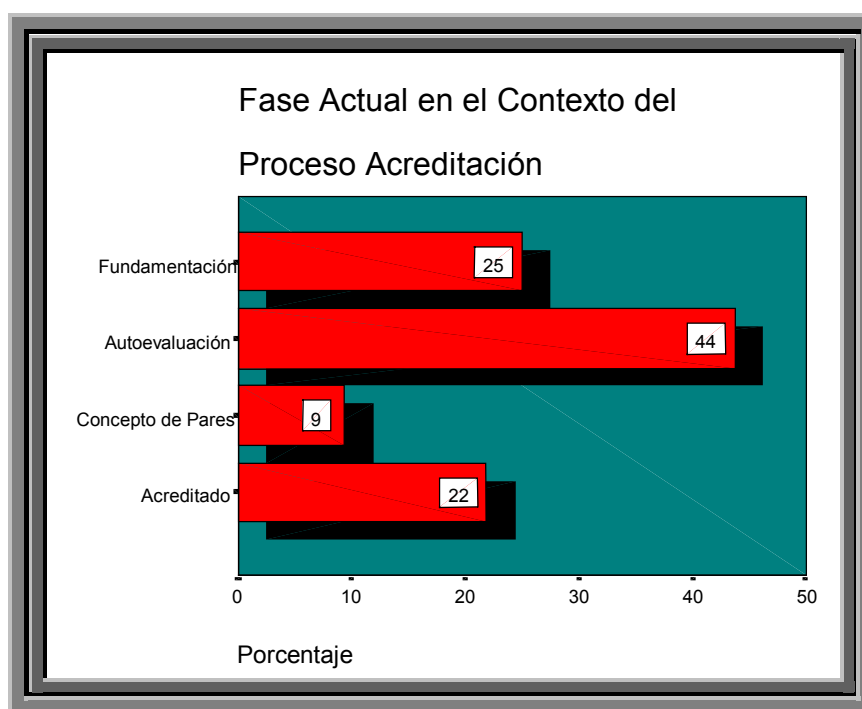 Fase Actual en el Contexto del
Proceso Acreditación
Fundamentación
25
Autoevaluación
44
Concepto de Pares
9
Acreditado
22
0 10 20 30 40 50
Porcentaje